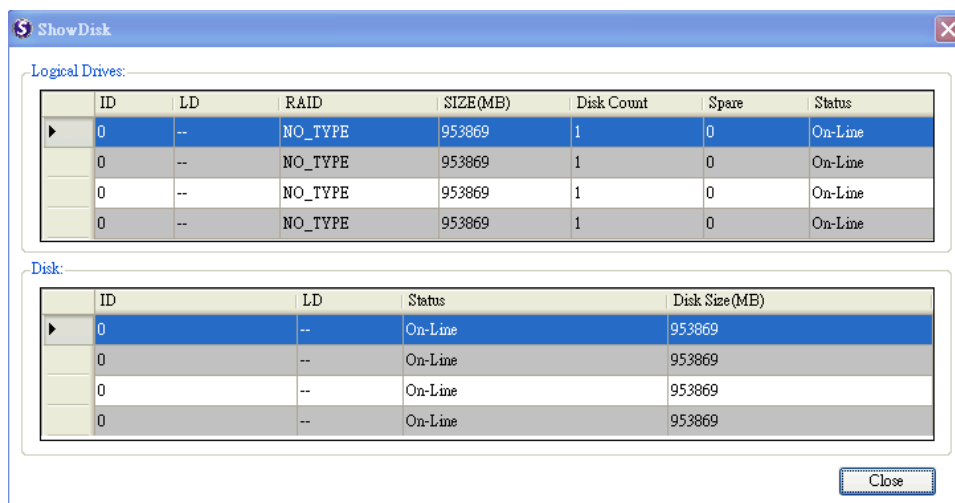 ShowDisk
Logical Drives:
ID LD RAID SIZE(MB) Disk Count Spare Status
0 -- NO_TYPE 953869 1 0 On-Line
0 -- NO_TYPE 953869 1 0 On-Line
0 -- NO_TYPE 953869 1 0 On-Line
0 -- NO_TYPE 953869 1 0 On-Line
Disk:
ID LD Status Disk Size(MB)
0 -- On-Line 953869
0 -- On-Line 953869
0 -- On-Line 953869
0 -- On-Line 953869
Close